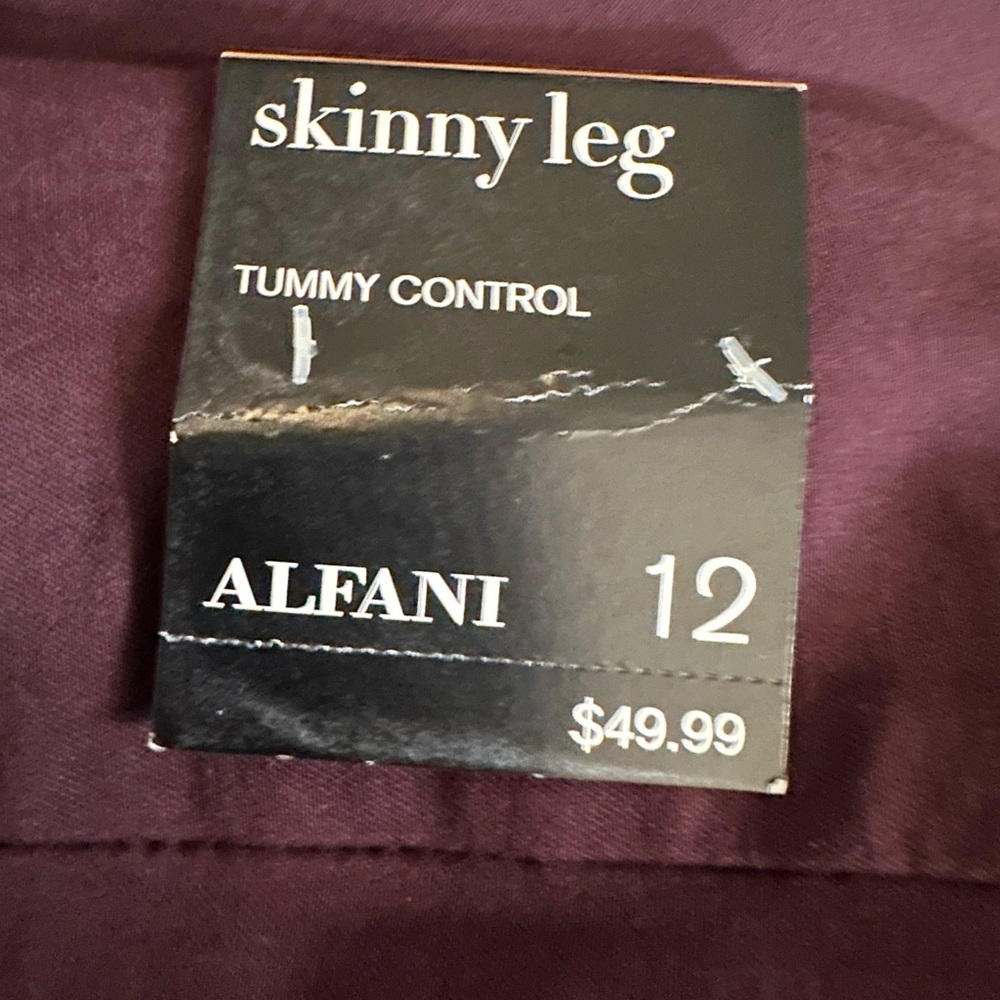 skinny leg
TUMMY CONTROL
ALFANI 12
$49.99